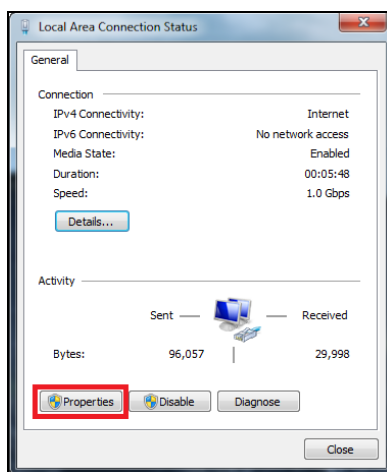 Local Area Connection Status
General
Connection
IPv4 Connectivity: Internet
IPv6 Connectivity: No network access
Media State: Enabled
Duration: 00:05:48
Speed: 1.0 Gbps
Details...
Activity
Sent — — Received
Bytes: 96,057 29,998
Properties Disable Diagnose
Close